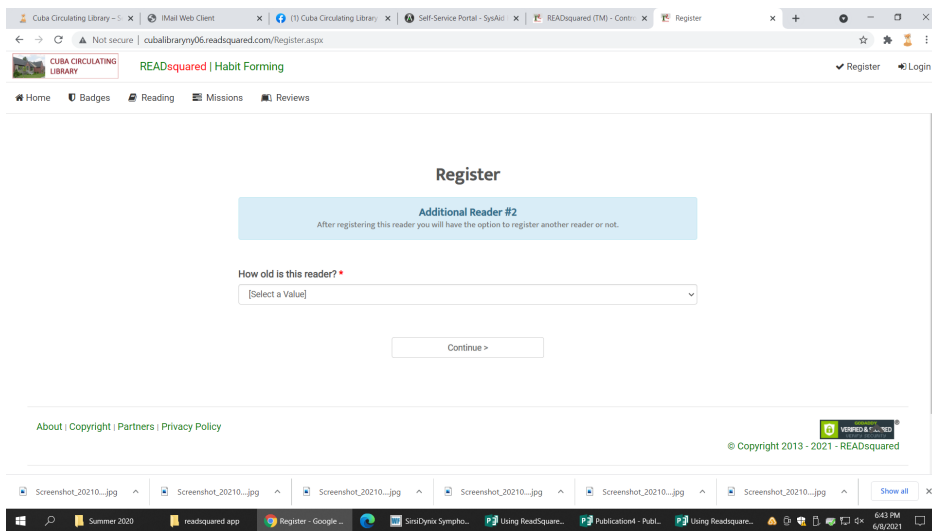 Cuba Circulating Library – S
IMail Web Client
(1) Cuba Circulating Library
Self-Service Portal - SysAid
READsquared (TM) - Contr
Register
Not secure | cubalibraryny06.readsquared.com/Register.aspx
CUBA CIRCULATING
LIBRARY
READsquared | Habit Forming
Register
Login
Home
Badges
Reading
Missions
Reviews
Register
Additional Reader #2
After registering this reader you will have the option to register another reader or not.
How old is this reader? *
[Select a Value]
Continue >
About | Copyright | Partners | Privacy Policy
VERIFIED &
© Copyright 2013 - 2021 - READsquared
Screenshot_20210....jpg
Screenshot_20210....jpg
Screenshot_20210....jpg
Screenshot_20210....jpg
Screenshot_20210....jpg
Screenshot_20210....jpg
Show all
Summer 2020
readsquared app
Register - Google ...
SirsiDynix Sympho...
Using ReadSquare...
Publication4 - Publ...
Using Readsquare...
6:43 PM
6/8/2021